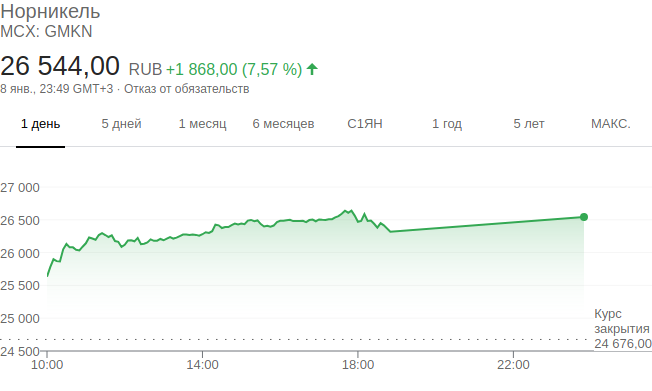 Норникель
MCX: GMKN
26 544,00 RUB +1 868,00 (7,57 %)
8 янв., 23:49 GMT+3 · Отказ от обязательств
1 день 5 дней 1 месяц 6 месяцев С1ЯН 1 год 5 лет МАКС.
27 000
26 500
26 000
25 500
25 000
24 500
Курс
закрытия
24 676,00
10:00 14:00 18:00 22:00